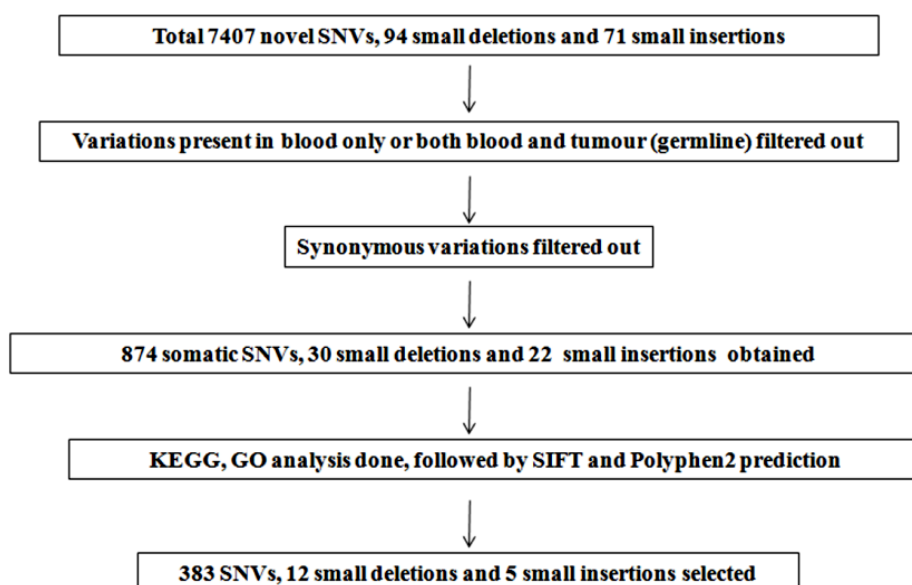 Total 7407 novel SNVs, 94 small deletions and 71 small insertions
Variations present in blood only or both blood and tumour (germline) filtered out
Synonymous variations filtered out
874 somatic SNVs, 30 small deletions and 22 small insertions obtained
KEGG, GO analysis done, followed by SIFT and Polyphen2 prediction
383 SNVs, 12 small deletions and 5 small insertions selected